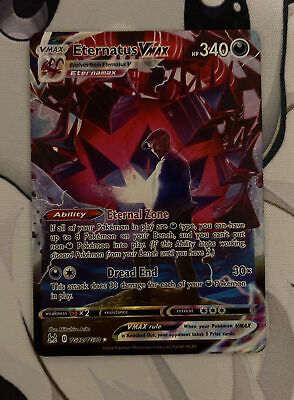 VMAX
Eternatus VMAX
HP 340
Evolves from Eternatus V
Eternamax
Ability Eternal Zone
If all of your Pokémon in play are type, you can have up
to 8 Pokémon on your Bench, and you can't put
non- Pokémon into play. (If this Ability stops working,
discard Pokémon from your Bench until you have 5.)
Dread End 30×
This attack does 30 damage for each of your
Pokémon in play.
weakness ×2 resistance retreat
VMAX rule When your Pokémon VMAX
is Knocked Out, your opponent takes 3 Prize cards.